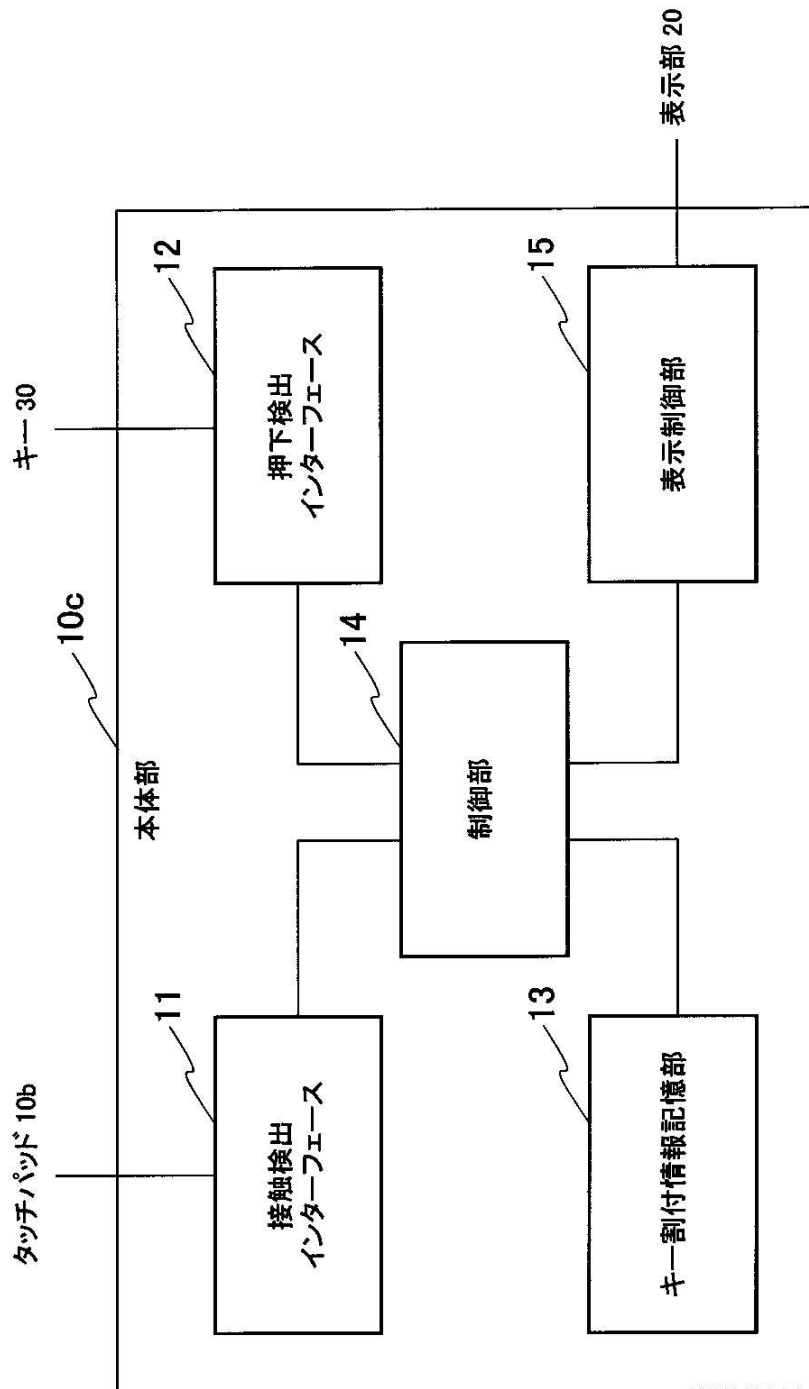 タッチパッド 10b
キー 30
10c
本体部
11
接触検出
インターフェース
12
押下検出
インターフェース
14
制御部
13
キー割付情報記憶部
15
表示制御部
表示部 20